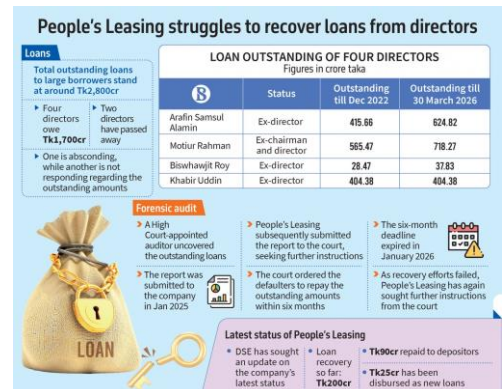 People's Leasing struggles to recover loans from directors
Loans
Total outstanding loans
to large borrowers stand
at around Tk2,800cr
Four
directors
owe
Tk1,700cr
Two
directors
have passed
away
One is absconding,
while another is not
responding regarding the
outstanding amounts
LOAN OUTSTANDING OF FOUR DIRECTORS
Figures in crore taka
B Status Outstanding till Dec 2022 Outstanding till 30 March 2026
Arafin Samsul Alamin Ex-director 415.66 624.82
Motiur Rahman Ex-chairman and director 565.47 718.27
Biswhawjit Roy Ex-director 28.47 37.83
Khabir Uddin Ex-director 404.38 404.38
Forensic audit
A High
Court-appointed
auditor uncovered
the outstanding loans
The report was
submitted to
the company
in Jan 2025
People's Leasing
subsequently submitted
the report to the court,
seeking further instructions
The court ordered the
defaulters to repay the
outstanding amounts
within six months
The six-month
deadline
expired in
January 2026
As recovery efforts failed,
People's Leasing has again
sought further instructions
from the court
LOAN
Latest status of People's Leasing
DSE has sought
an update on
the company's
latest status
Loan
recovery
so far:
Tk200cr
Tk90cr repaid to depositors
Tk25cr has been
disbursed as new loans